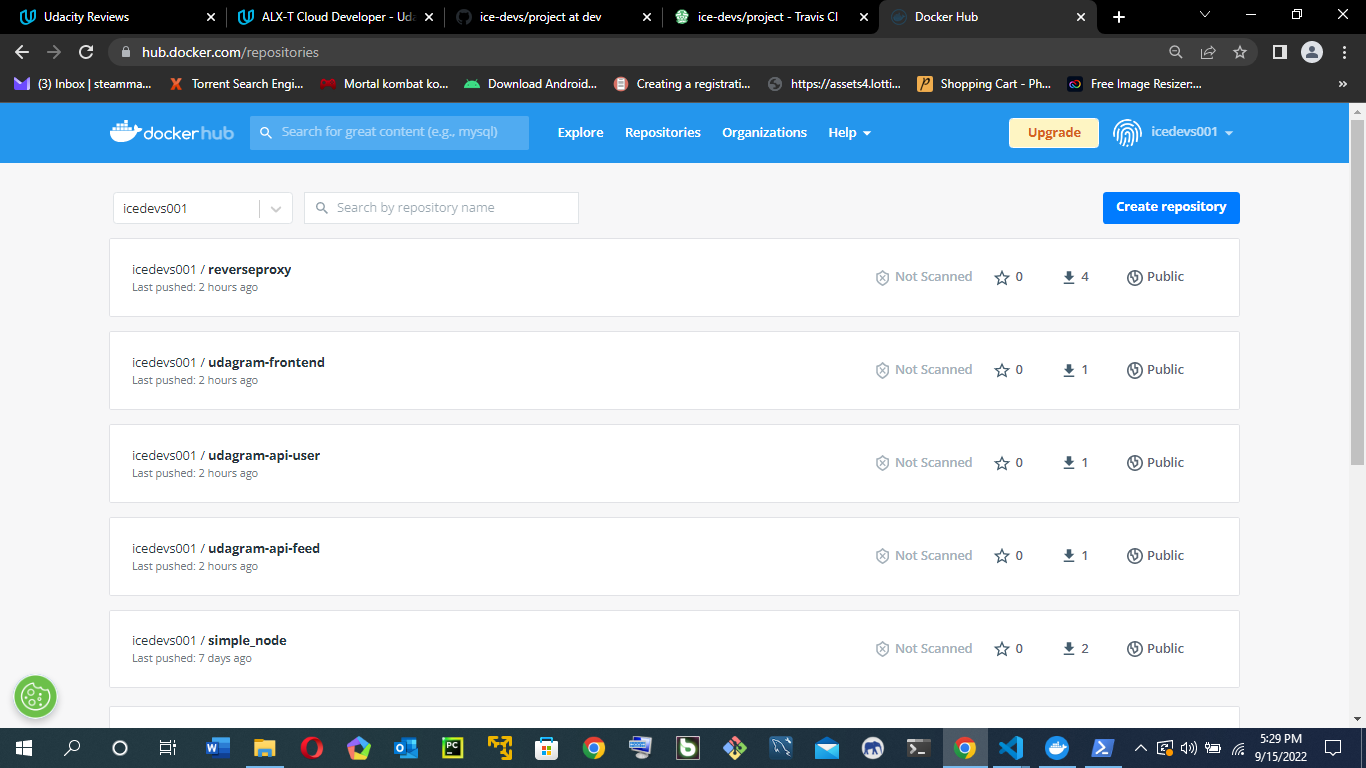 Udacity Reviews
ALX-T Cloud Developer - Uda
ice-devs/project at dev
ice-devs/project - Travis CI
Docker Hub
hub.docker.com/repositories
(3) Inbox | steamma...
Torrent Search Engi...
Mortal kombat ko...
Download Android...
Creating a registrati...
https://assets4.lotti...
Shopping Cart - Ph...
Free Image Resizer:...
»
docker hub
Search for great content (e.g., mysql)
Explore
Repositories
Organizations
Help
Upgrade
icedevs001
icedevs001
Search by repository name
Create repository
icedevs001 / reverseproxy
Last pushed: 2 hours ago
Not Scanned
0
4
Public
icedevs001 / udagram-frontend
Last pushed: 2 hours ago
Not Scanned
0
1
Public
icedevs001 / udagram-api-user
Last pushed: 2 hours ago
Not Scanned
0
1
Public
icedevs001 / udagram-api-feed
Last pushed: 2 hours ago
Not Scanned
0
1
Public
icedevs001 / simple_node
Last pushed: 7 days ago
Not Scanned
0
2
Public
5:29 PM
9/15/2022